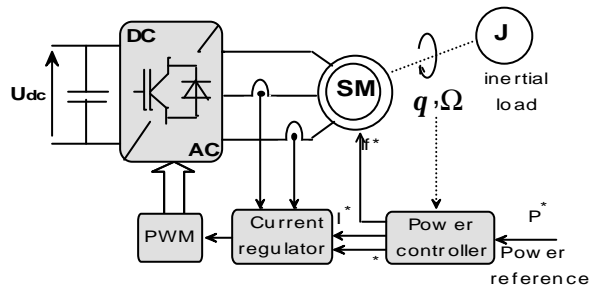 DC
J
Udc
SM
inertial
load
q,Ω
AC
If*
P*
PWM
Current
regulator
I*
*
Power
controller
Power
reference